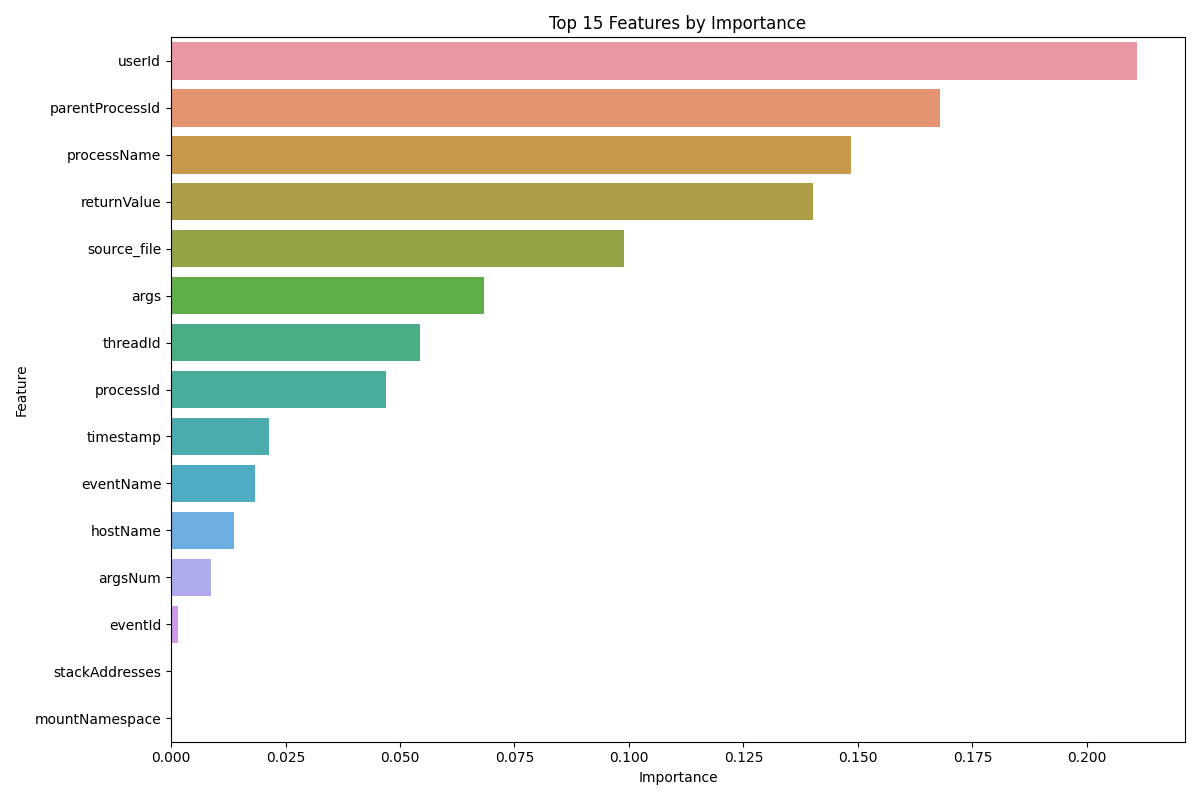 Top 15 Features by Importance
Feature
userId
parentProcessId
processName
returnValue
source_file
args
threadId
processId
timestamp
eventName
hostName
argsNum
eventId
stackAddresses
mountNamespace
0.000 0.025 0.050 0.075 0.100 0.125 0.150 0.175 0.200
Importance